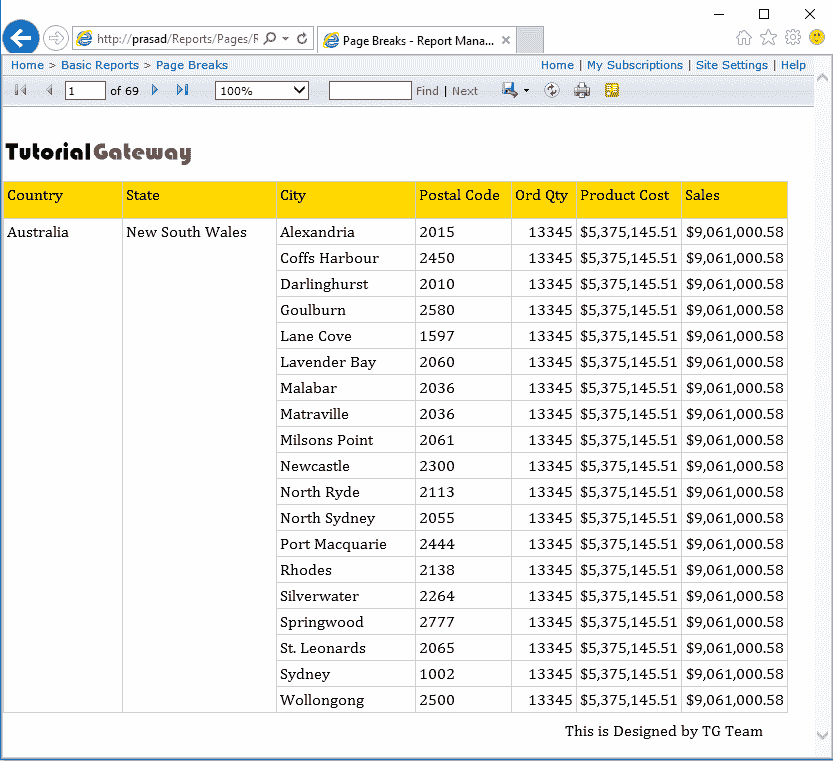 http://prasad/Reports/Pages/R
Page Breaks - Report Mana...
Home > Basic Reports > Page Breaks
Home | My Subscriptions | Site Settings | Help
1 of 69 100% Find | Next
TutorialGateway
Country State City Postal Code Ord Qty Product Cost Sales
Australia New South Wales Alexandria 2015 13345 $5,375,145.51 $9,061,000.58
Coffs Harbour 2450 13345 $5,375,145.51 $9,061,000.58
Darlinghurst 2010 13345 $5,375,145.51 $9,061,000.58
Goulburn 2580 13345 $5,375,145.51 $9,061,000.58
Lane Cove 1597 13345 $5,375,145.51 $9,061,000.58
Lavender Bay 2060 13345 $5,375,145.51 $9,061,000.58
Malabar 2036 13345 $5,375,145.51 $9,061,000.58
Matraville 2036 13345 $5,375,145.51 $9,061,000.58
Milsons Point 2061 13345 $5,375,145.51 $9,061,000.58
Newcastle 2300 13345 $5,375,145.51 $9,061,000.58
North Ryde 2113 13345 $5,375,145.51 $9,061,000.58
North Sydney 2055 13345 $5,375,145.51 $9,061,000.58
Port Macquarie 2444 13345 $5,375,145.51 $9,061,000.58
Rhodes 2138 13345 $5,375,145.51 $9,061,000.58
Silverwater 2264 13345 $5,375,145.51 $9,061,000.58
Springwood 2777 13345 $5,375,145.51 $9,061,000.58
St. Leonards 2065 13345 $5,375,145.51 $9,061,000.58
Sydney 1002 13345 $5,375,145.51 $9,061,000.58
Wollongong 2500 13345 $5,375,145.51 $9,061,000.58
This is Designed by TG Team